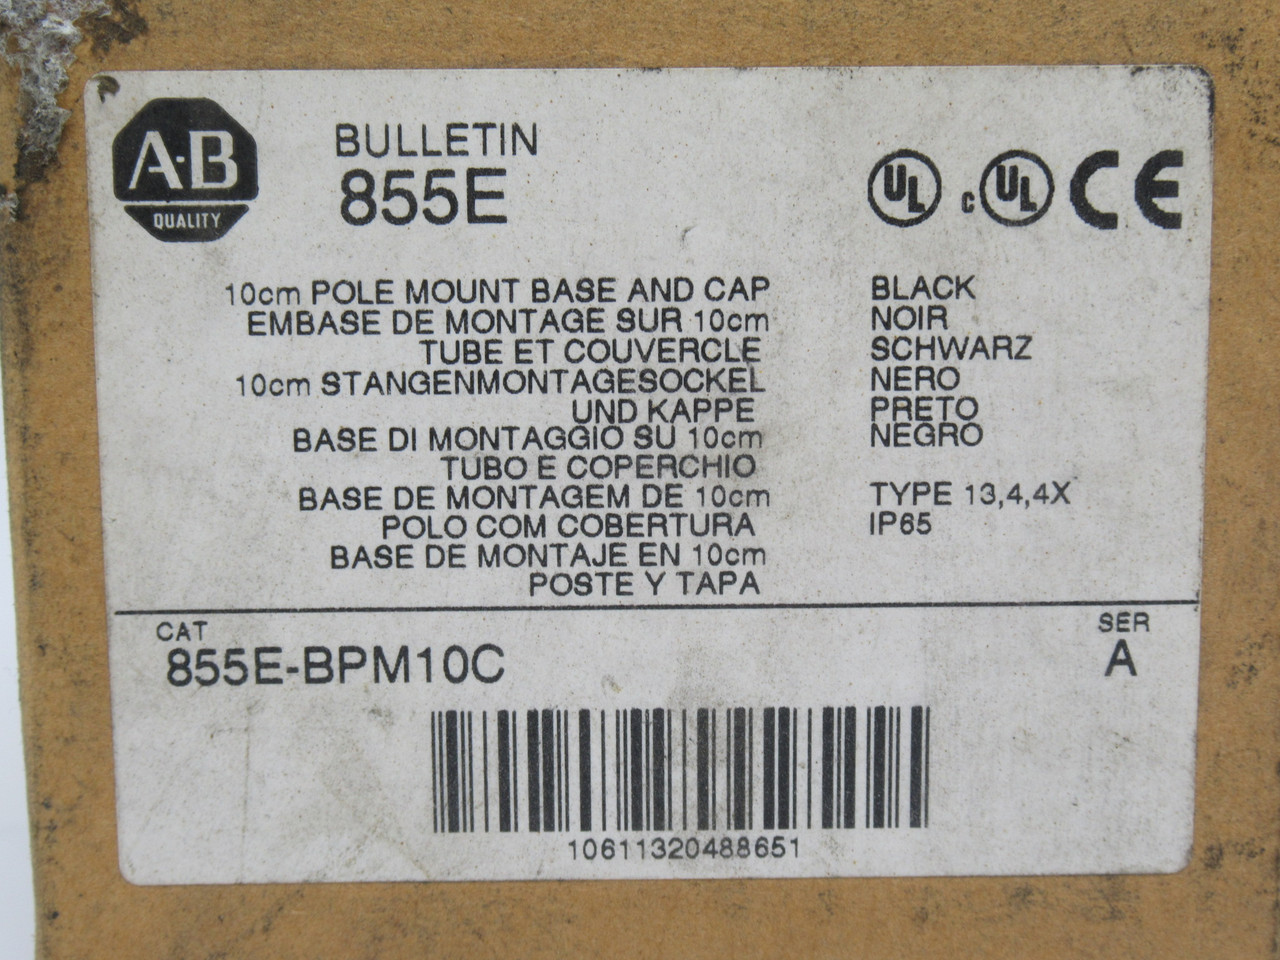 A-B
QUALITY
BULLETIN
855E
UL
c UL
CE
10cm POLE MOUNT BASE AND CAP
EMBASE DE MONTAGE SUR 10cm
TUBE ET COUVERCLE
10cm STANGENMONTAGESOCKEL
UND KAPPE
BASE DI MONTAGGIO SU 10cm
TUBO E COPERCHIO
BASE DE MONTAGEM DE 10cm
POLO COM COBERTURA
BASE DE MONTAJE EN 10cm
POSTE Y TAPA
BLACK
NOIR
SCHWARZ
NERO
PRETO
NEGRO
TYPE 13,4,4X
IP65
CAT
855E-BPM10C
SER
A
10611320488651